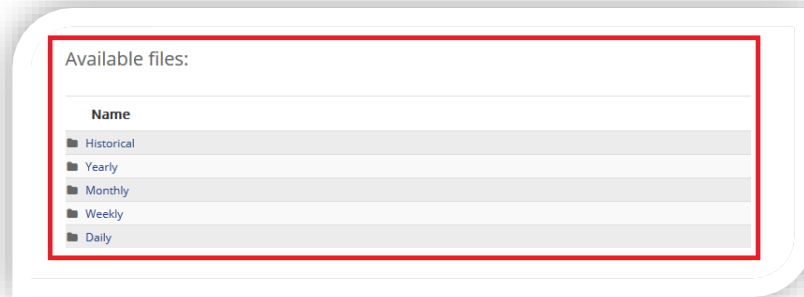 Available files:
Name
Historical
Yearly
Monthly
Weekly
Daily